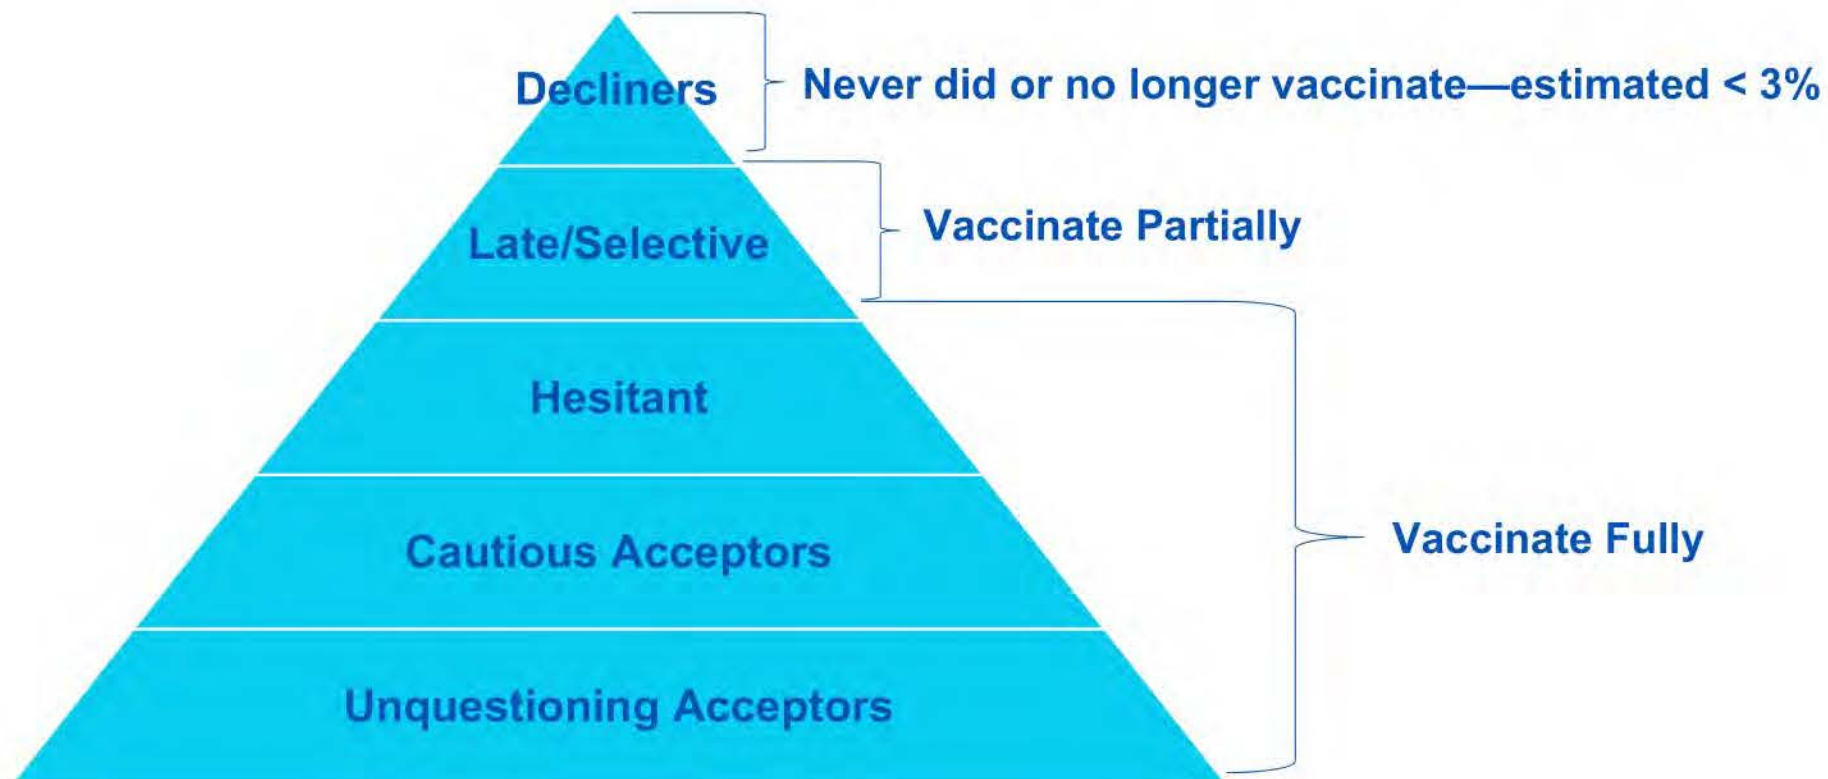 Decliners
Never did or no longer vaccinate—estimated < 3%
Late/Selective
Vaccinate Partially
Hesitant
Cautious Acceptors
Vaccinate Fully
Unquestioning Acceptors